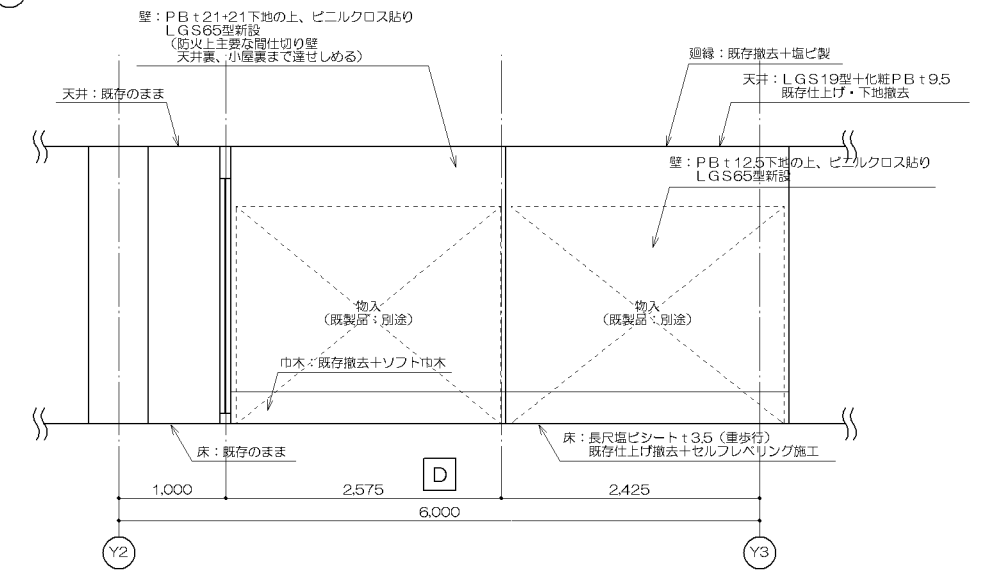 壁：PBt21+21下地の上、ビニルクロス貼り
LGS65型新設
（防火上主要な間仕切り壁
天井裏、小屋裏まで達せしめる）
廻縁：既存撤去＋塩ビ製
天井：LGS19型＋化粧PBt9.5
既存仕上げ・下地撤去
天井：既存のまま
壁：PBt12.5下地の上、ビニルクロス貼り
LGS65型新設
物入
（既製品：別途）
物入
（既製品：別途）
巾木：既存撤去＋ソフト巾木
床：既存のまま
床：長尺塩ビシートt3.5（重歩行）
既存仕上げ撤去＋セルフレベリング施工
D
1,000
2,575
2,425
6,000
Y2
Y3